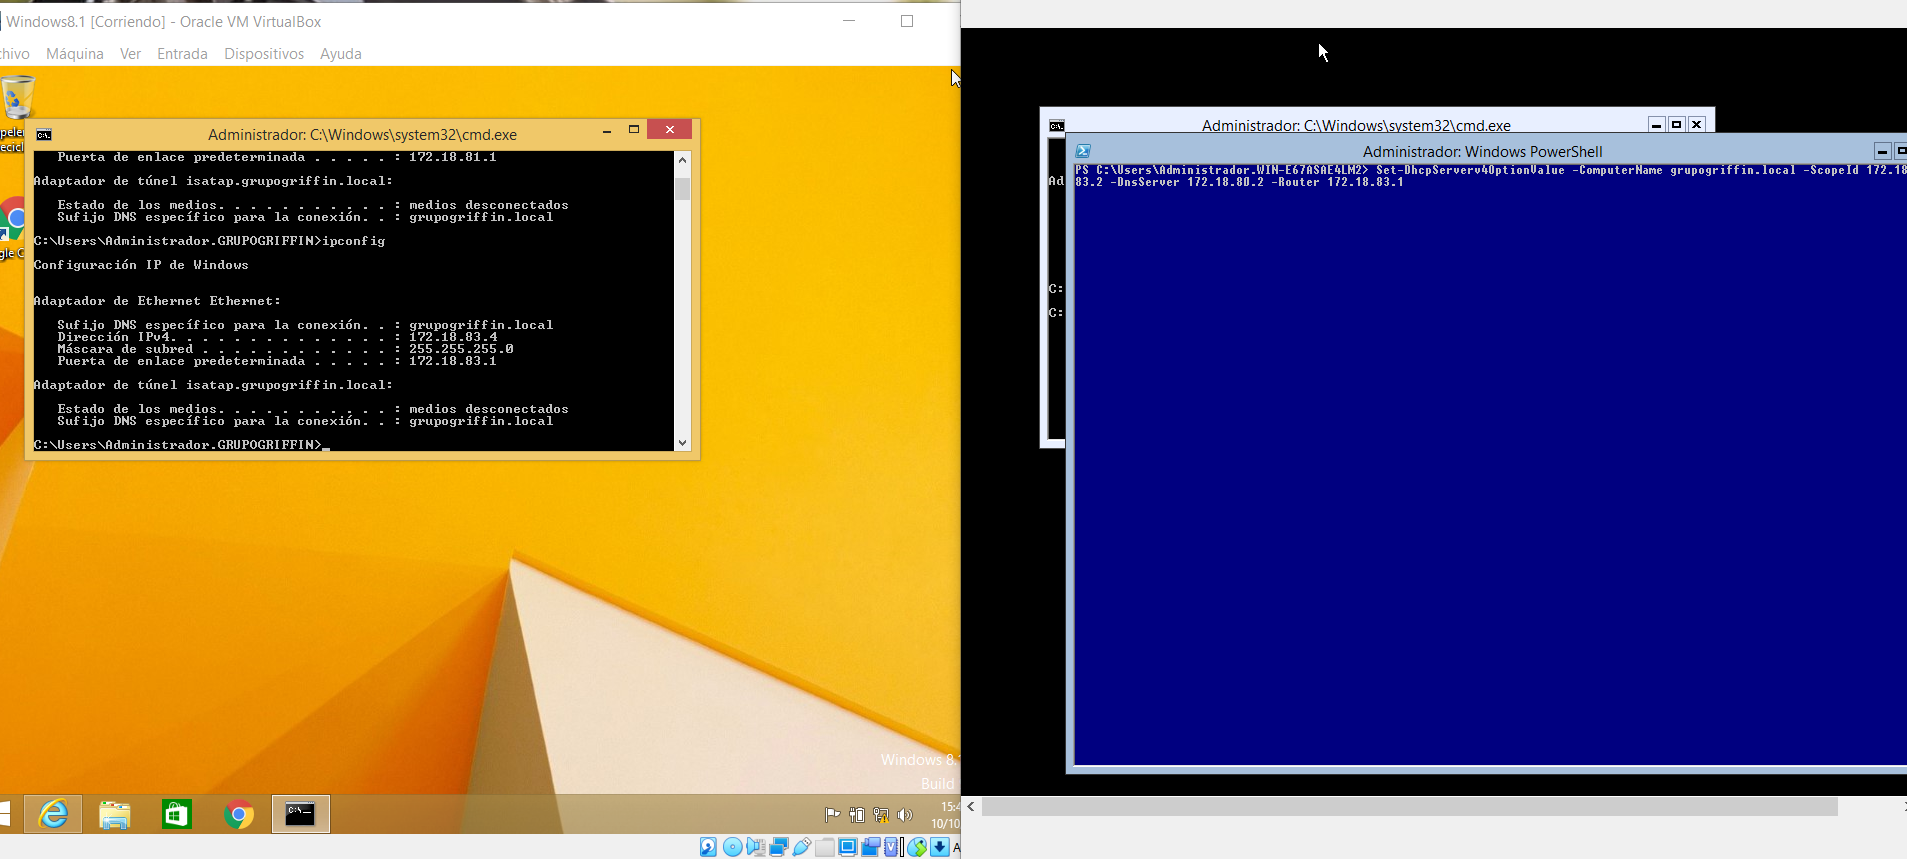 Windows8.1 [Corriendo] - Oracle VM VirtualBox
chivo Máquina Ver Entrada Dispositivos Ayuda
Administrador: C:\Windows\system32\cmd.exe
Puerta de enlace predeterminada . . . . . : 172.18.81.1
Adaptador de túnel isatap.grupogriffin.local:
Estado de los medios. . . . . . . . . . . : medios desconectados
Sufijo DNS específico para la conexión. . : grupogriffin.local
C:\Users\Administrador.GRUPOGRIFFIN>ipconfig
Configuración IP de Windows
Adaptador de Ethernet Ethernet:
Sufijo DNS específico para la conexión. . : grupogriffin.local
Dirección IPv4. . . . . . . . . . . . . . : 172.18.83.4
Máscara de subred . . . . . . . . . . . . : 255.255.255.0
Puerta de enlace predeterminada . . . . . : 172.18.83.1
Adaptador de túnel isatap.grupogriffin.local:
Estado de los medios. . . . . . . . . . . : medios desconectados
Sufijo DNS específico para la conexión. . : grupogriffin.local
C:\Users\Administrador.GRUPOGRIFFIN>_
Windows 8.
Build
15:4
10/10
Administrador: C:\Windows\system32\cmd.exe
Ad
C:
C:
Administrador: Windows PowerShell
PS C:\Users\Administrador.WIN-E67ASAE4LM2> Set-DhcpServerv4OptionValue -ComputerName grupogriffin.local -ScopeId 172.18
83.2 -DnsServer 172.18.80.2 -Router 172.18.83.1